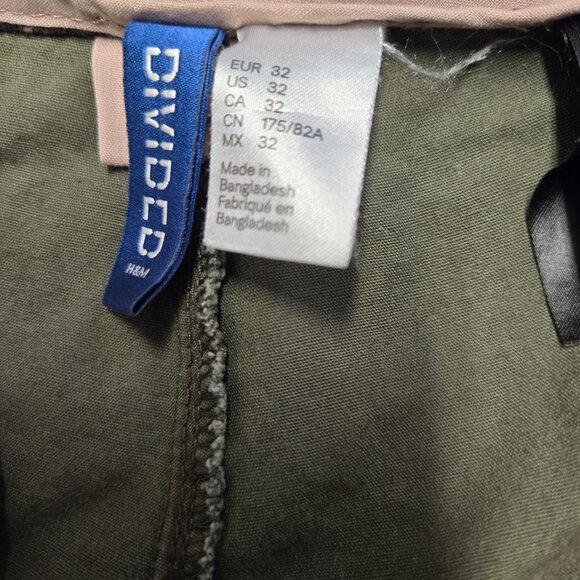 DIVIDED
H&M
EUR 32
US 32
CA 32
CN 175/82A
MX 32
Made in
Bangladesh
Fabriqué en
Bangladesh